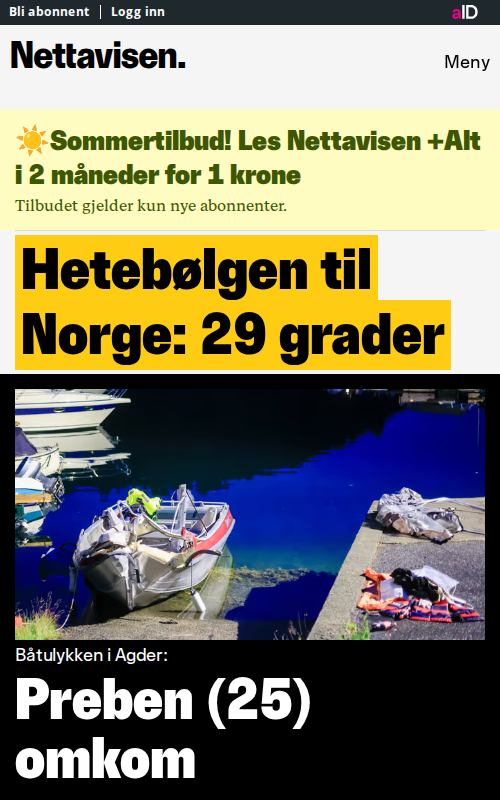 Bli abonnent | Logg inn
aID
Nettavisen.
Meny
☀️Sommertilbud! Les Nettavisen +Alt
i 2 måneder for 1 krone
Tilbudet gjelder kun nye abonnenter.
Hetebølgen til
Norge: 29 grader
Båtulykken i Agder:
Preben (25)
omkom